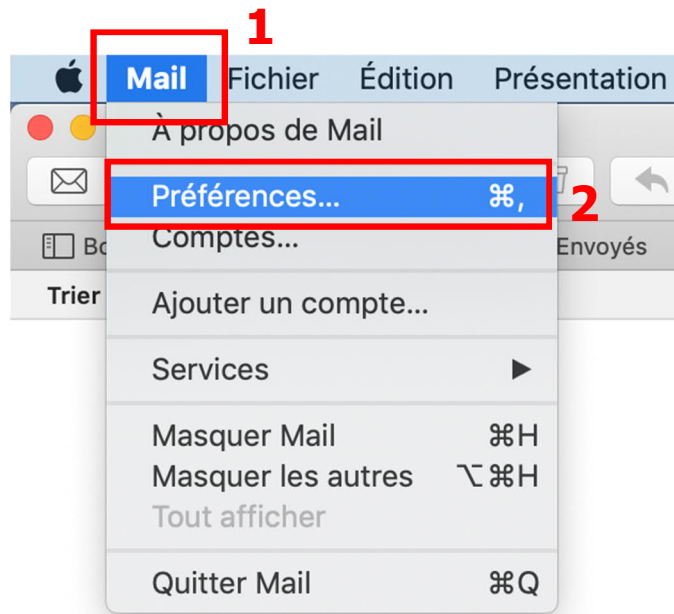 1
Mail Fichier Édition Présentation
À propos de Mail
Préférences... ⌘,
2
Comptes...
Envoyés
Trier
Ajouter un compte...
Services ▶
Masquer Mail ⌘H
Masquer les autres ⌥⌘H
Tout afficher
Quitter Mail ⌘Q